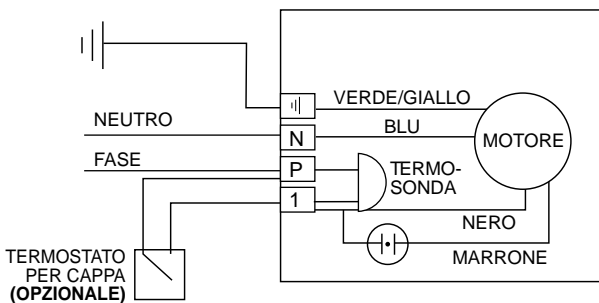 VERDE/GIALLO
NEUTRO
N
BLU
MOTORE
FASE
P
TERMO-
SONDA
1
NERO
MARRONE
TERMOSTATO
PER CAPPA
(OPZIONALE)